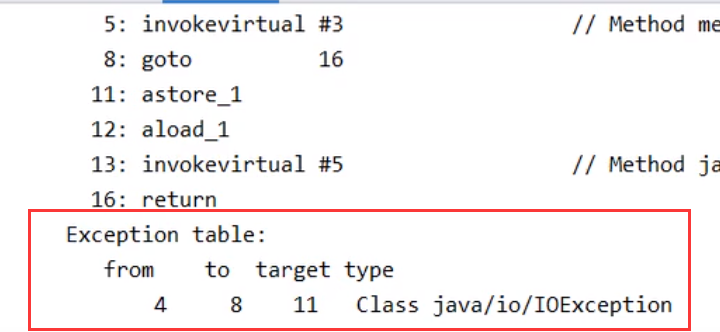 5: invokevirtual #3 // Method me
8: goto 16
11: astore_1
12: aload_1
13: invokevirtual #5 // Method ja
16: return
Exception table:
from to target type
4 8 11 Class java/io/IOException